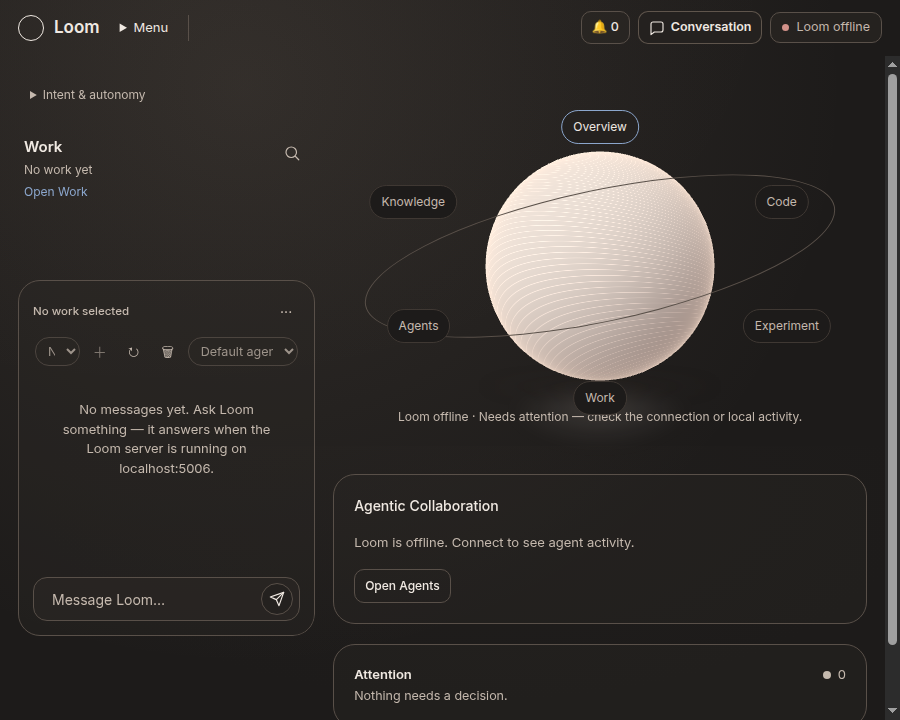 Loom
Menu
🔔 0
Conversation
Loom offline
Intent & autonomy
Work
No work yet
Open Work
Overview
Knowledge
Code
Agents
Experiment
Work
Loom offline · Needs attention — check the connection or local activity.
No work selected
Default ager
No messages yet. Ask Loom
something — it answers when the
Loom server is running on
localhost:5006.
Message Loom...
Agentic Collaboration
Loom is offline. Connect to see agent activity.
Open Agents
Attention
0
Nothing needs a decision.